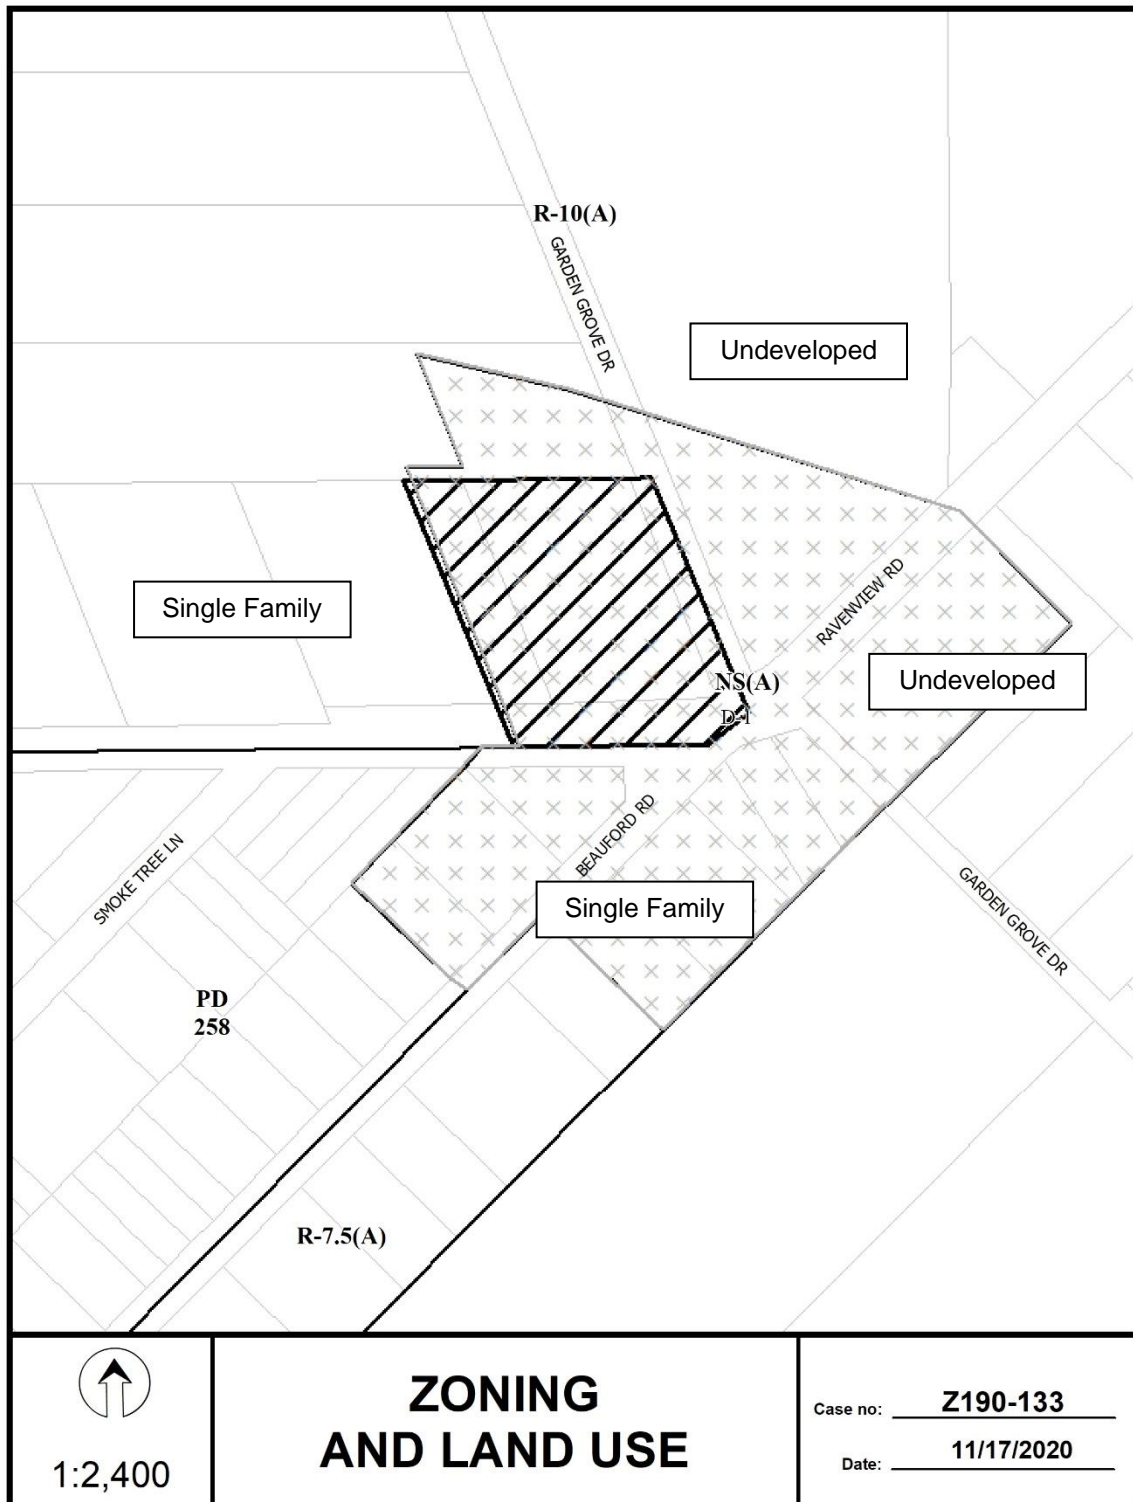 R-10(A)
GARDEN GROVE DR
Undeveloped
RAVENVIEW RD
Single Family
Undeveloped
NS(A)
D-1
BEAUFORD RD
SMOKE TREE LN
Single Family
GARDEN GROVE DR
PD
258
R-7.5(A)
1:2,400
ZONING
AND LAND USE
Case no: Z190-133
Date: 11/17/2020